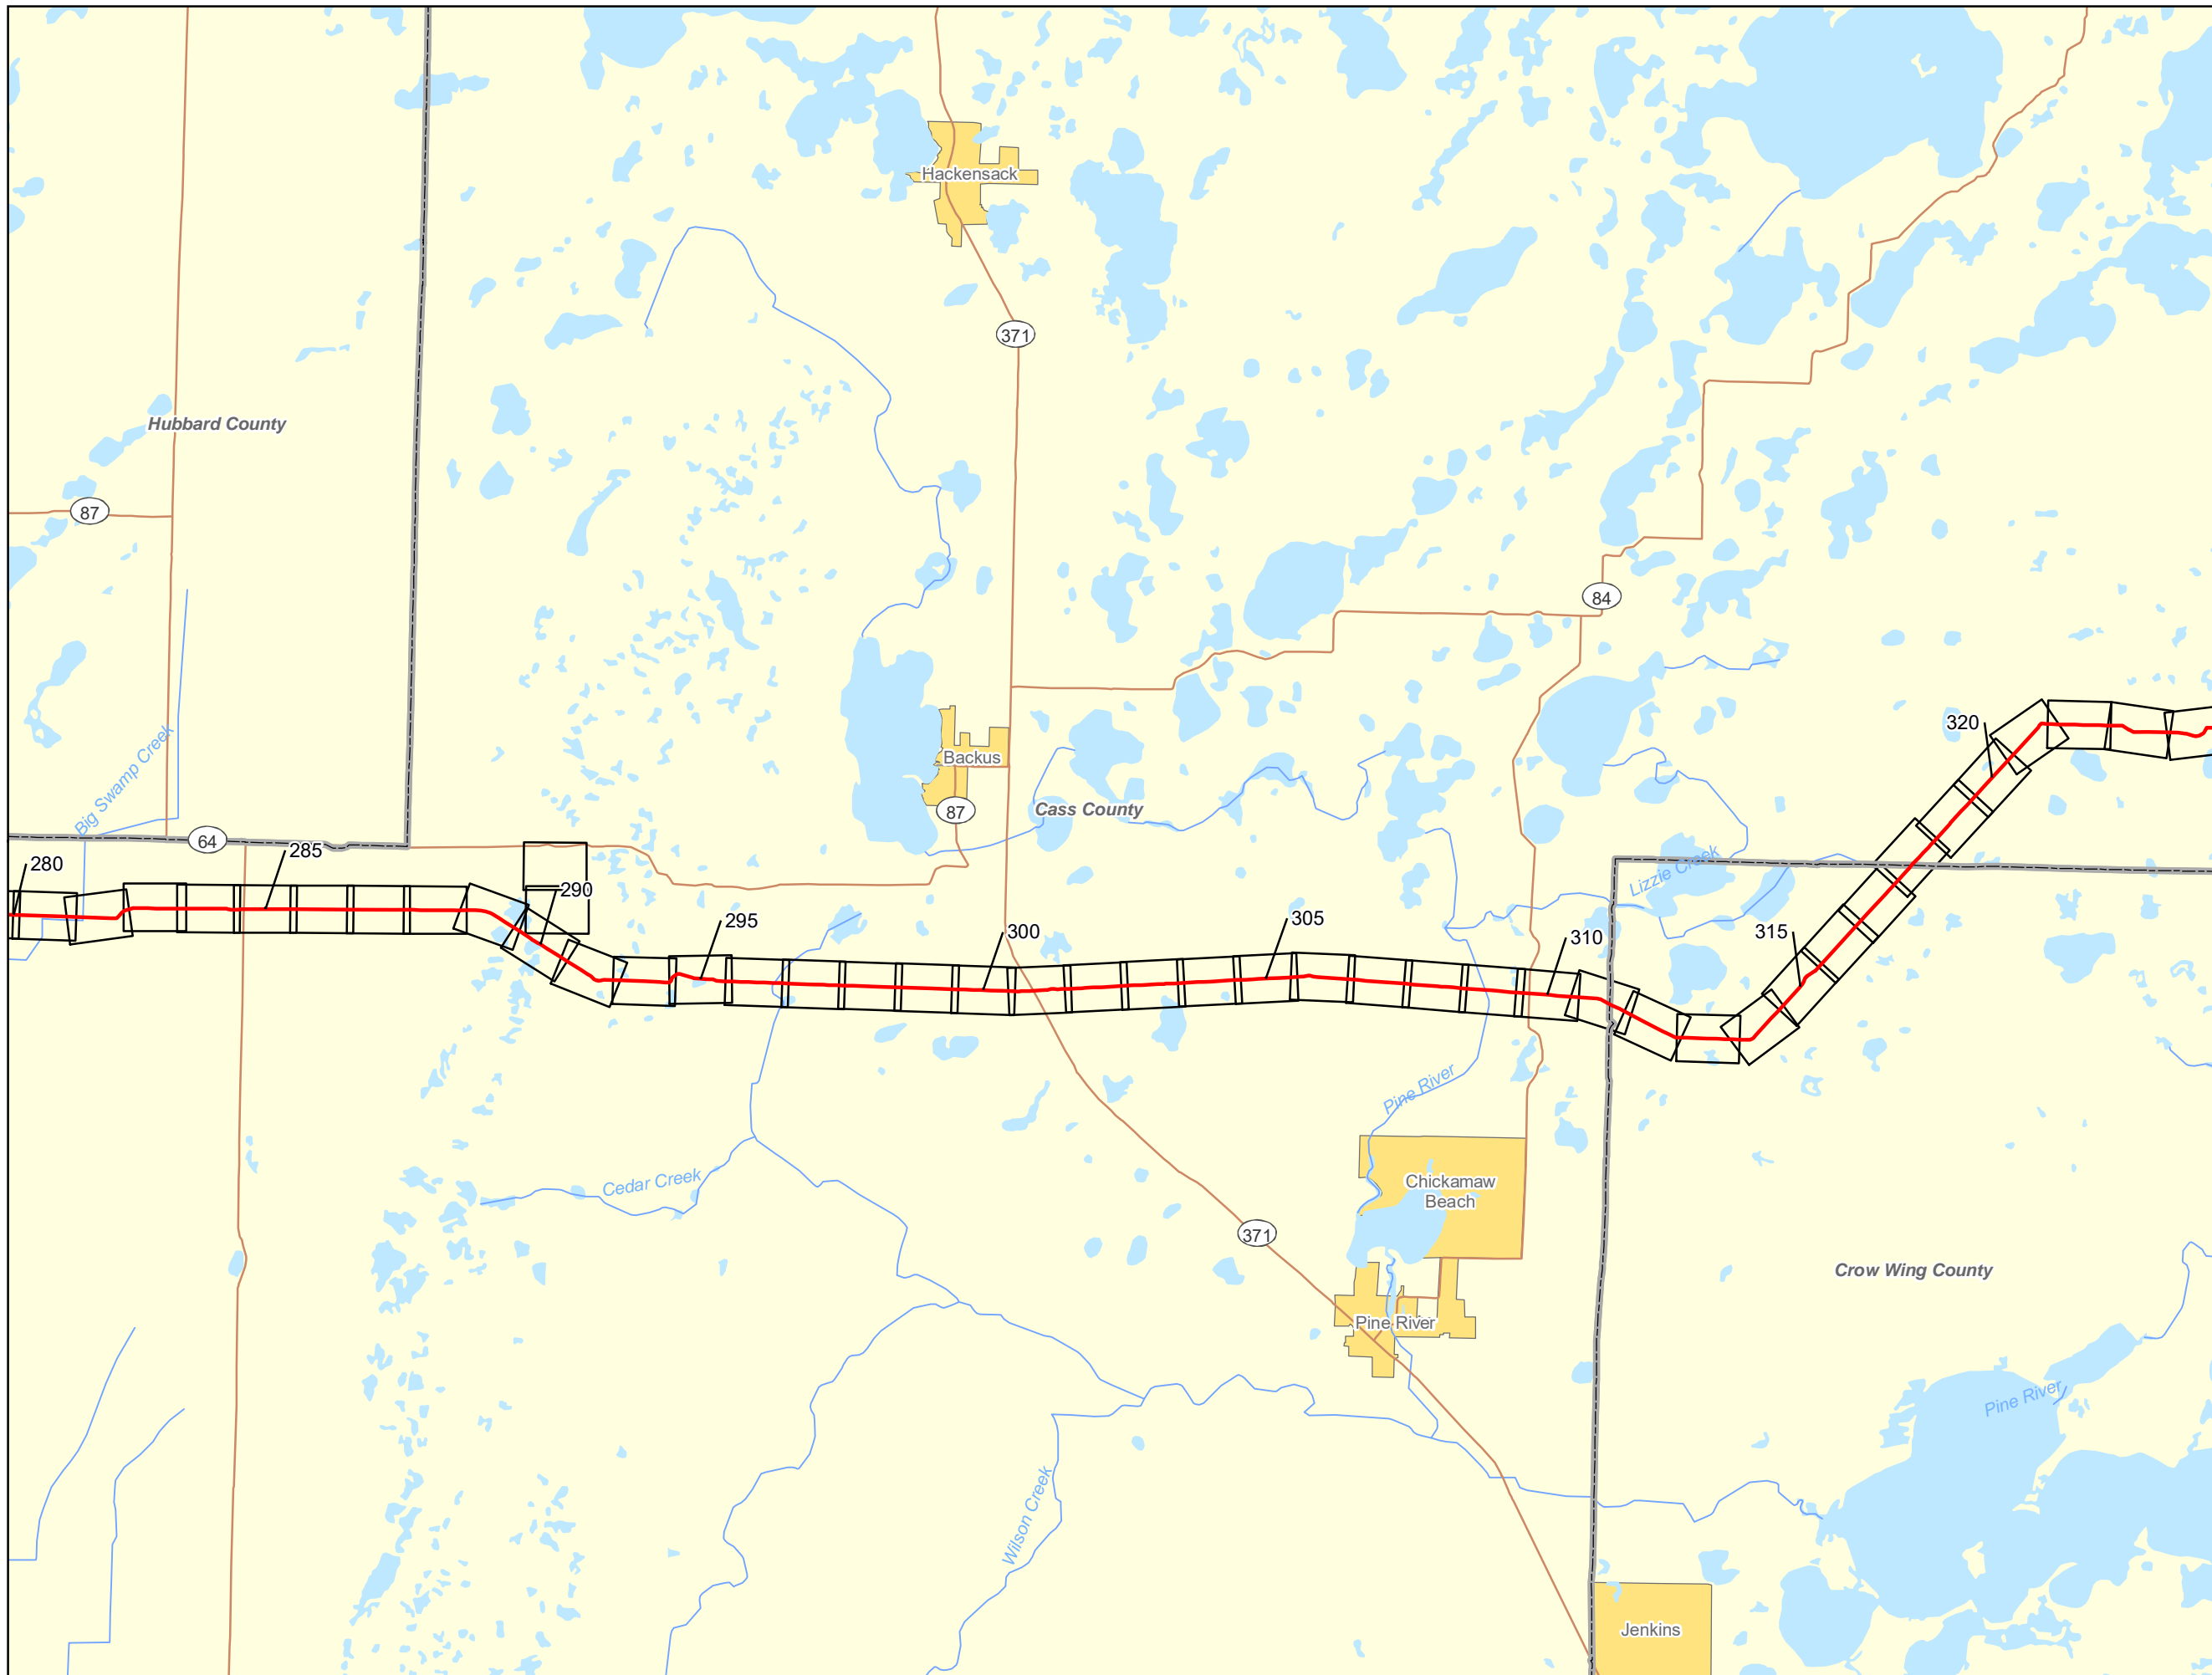 Hackensack
371
Hubbard County
87
84
320
Big Swamp Creek
Backus
Cass County
87
64
285
280
Lizzie Creek
290
295
305
300
310
315
Pine River
Cedar Creek
Chickamaw
Beach
371
Crow Wing County
Pine River
Pine River
Wilson Creek
Jenkins